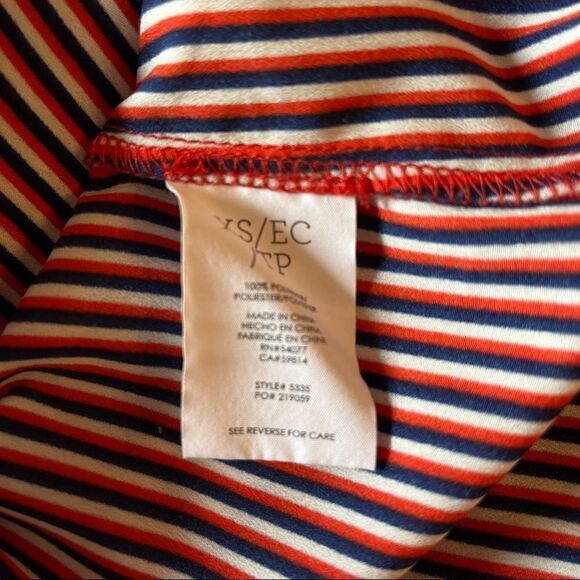 XS/EC
/TP
100%
MADE IN CHINA
HECHO EN CHINA
FABRIQUÉ EN CHINE
RN#54077
CA#59814
STYLE# 5335
PO# 219059
SEE REVERSE FOR CARE